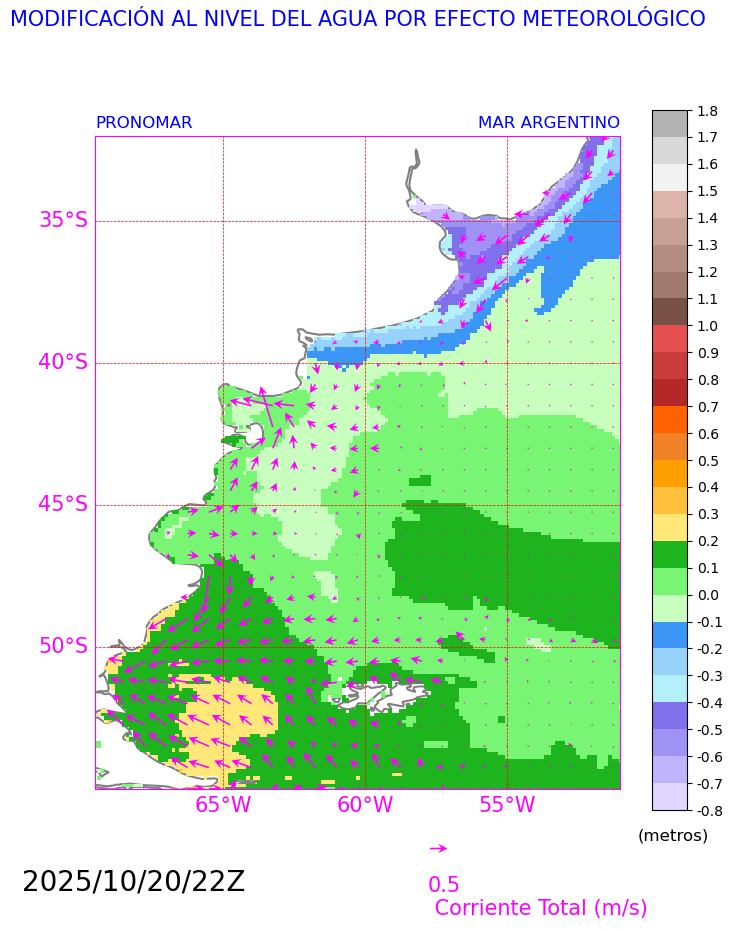 MODIFICACIÓN AL NIVEL DEL AGUA POR EFECTO METEOROLÓGICO
PRONOMAR
MAR ARGENTINO
35°S
40°S
45°S
50°S
65°W
60°W
55°W
1.8
1.7
1.6
1.5
1.4
1.3
1.2
1.1
1.0
0.9
0.8
0.7
0.6
0.5
0.4
0.3
0.2
0.1
0.0
-0.1
-0.2
-0.3
-0.4
-0.5
-0.6
-0.7
-0.8
(metros)
2025/10/20/22Z
0.5
Corriente Total (m/s)